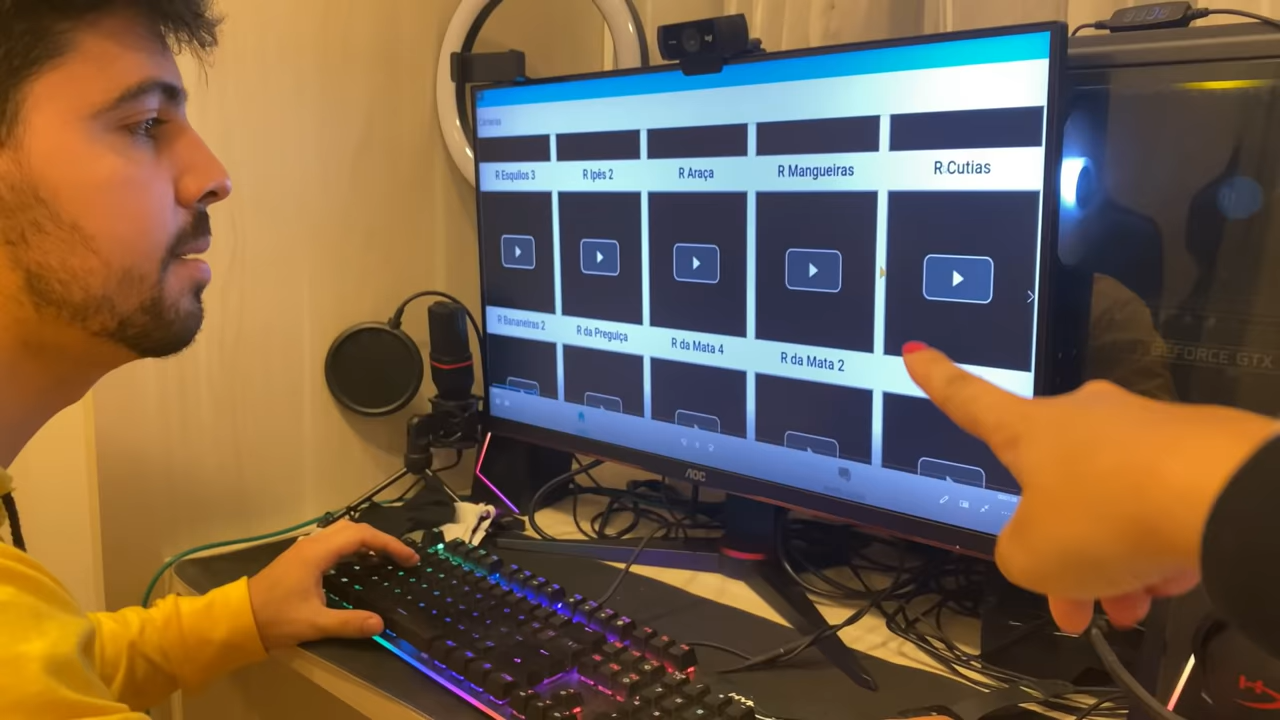 Câmeras
R Esquilos 3
R Ipês 2
R Araça
R Mangueiras
R Cutias
R Bananeiras 2
R da Preguiça
R da Mata 4
R da Mata 2
AOC
GEFORCE GTX